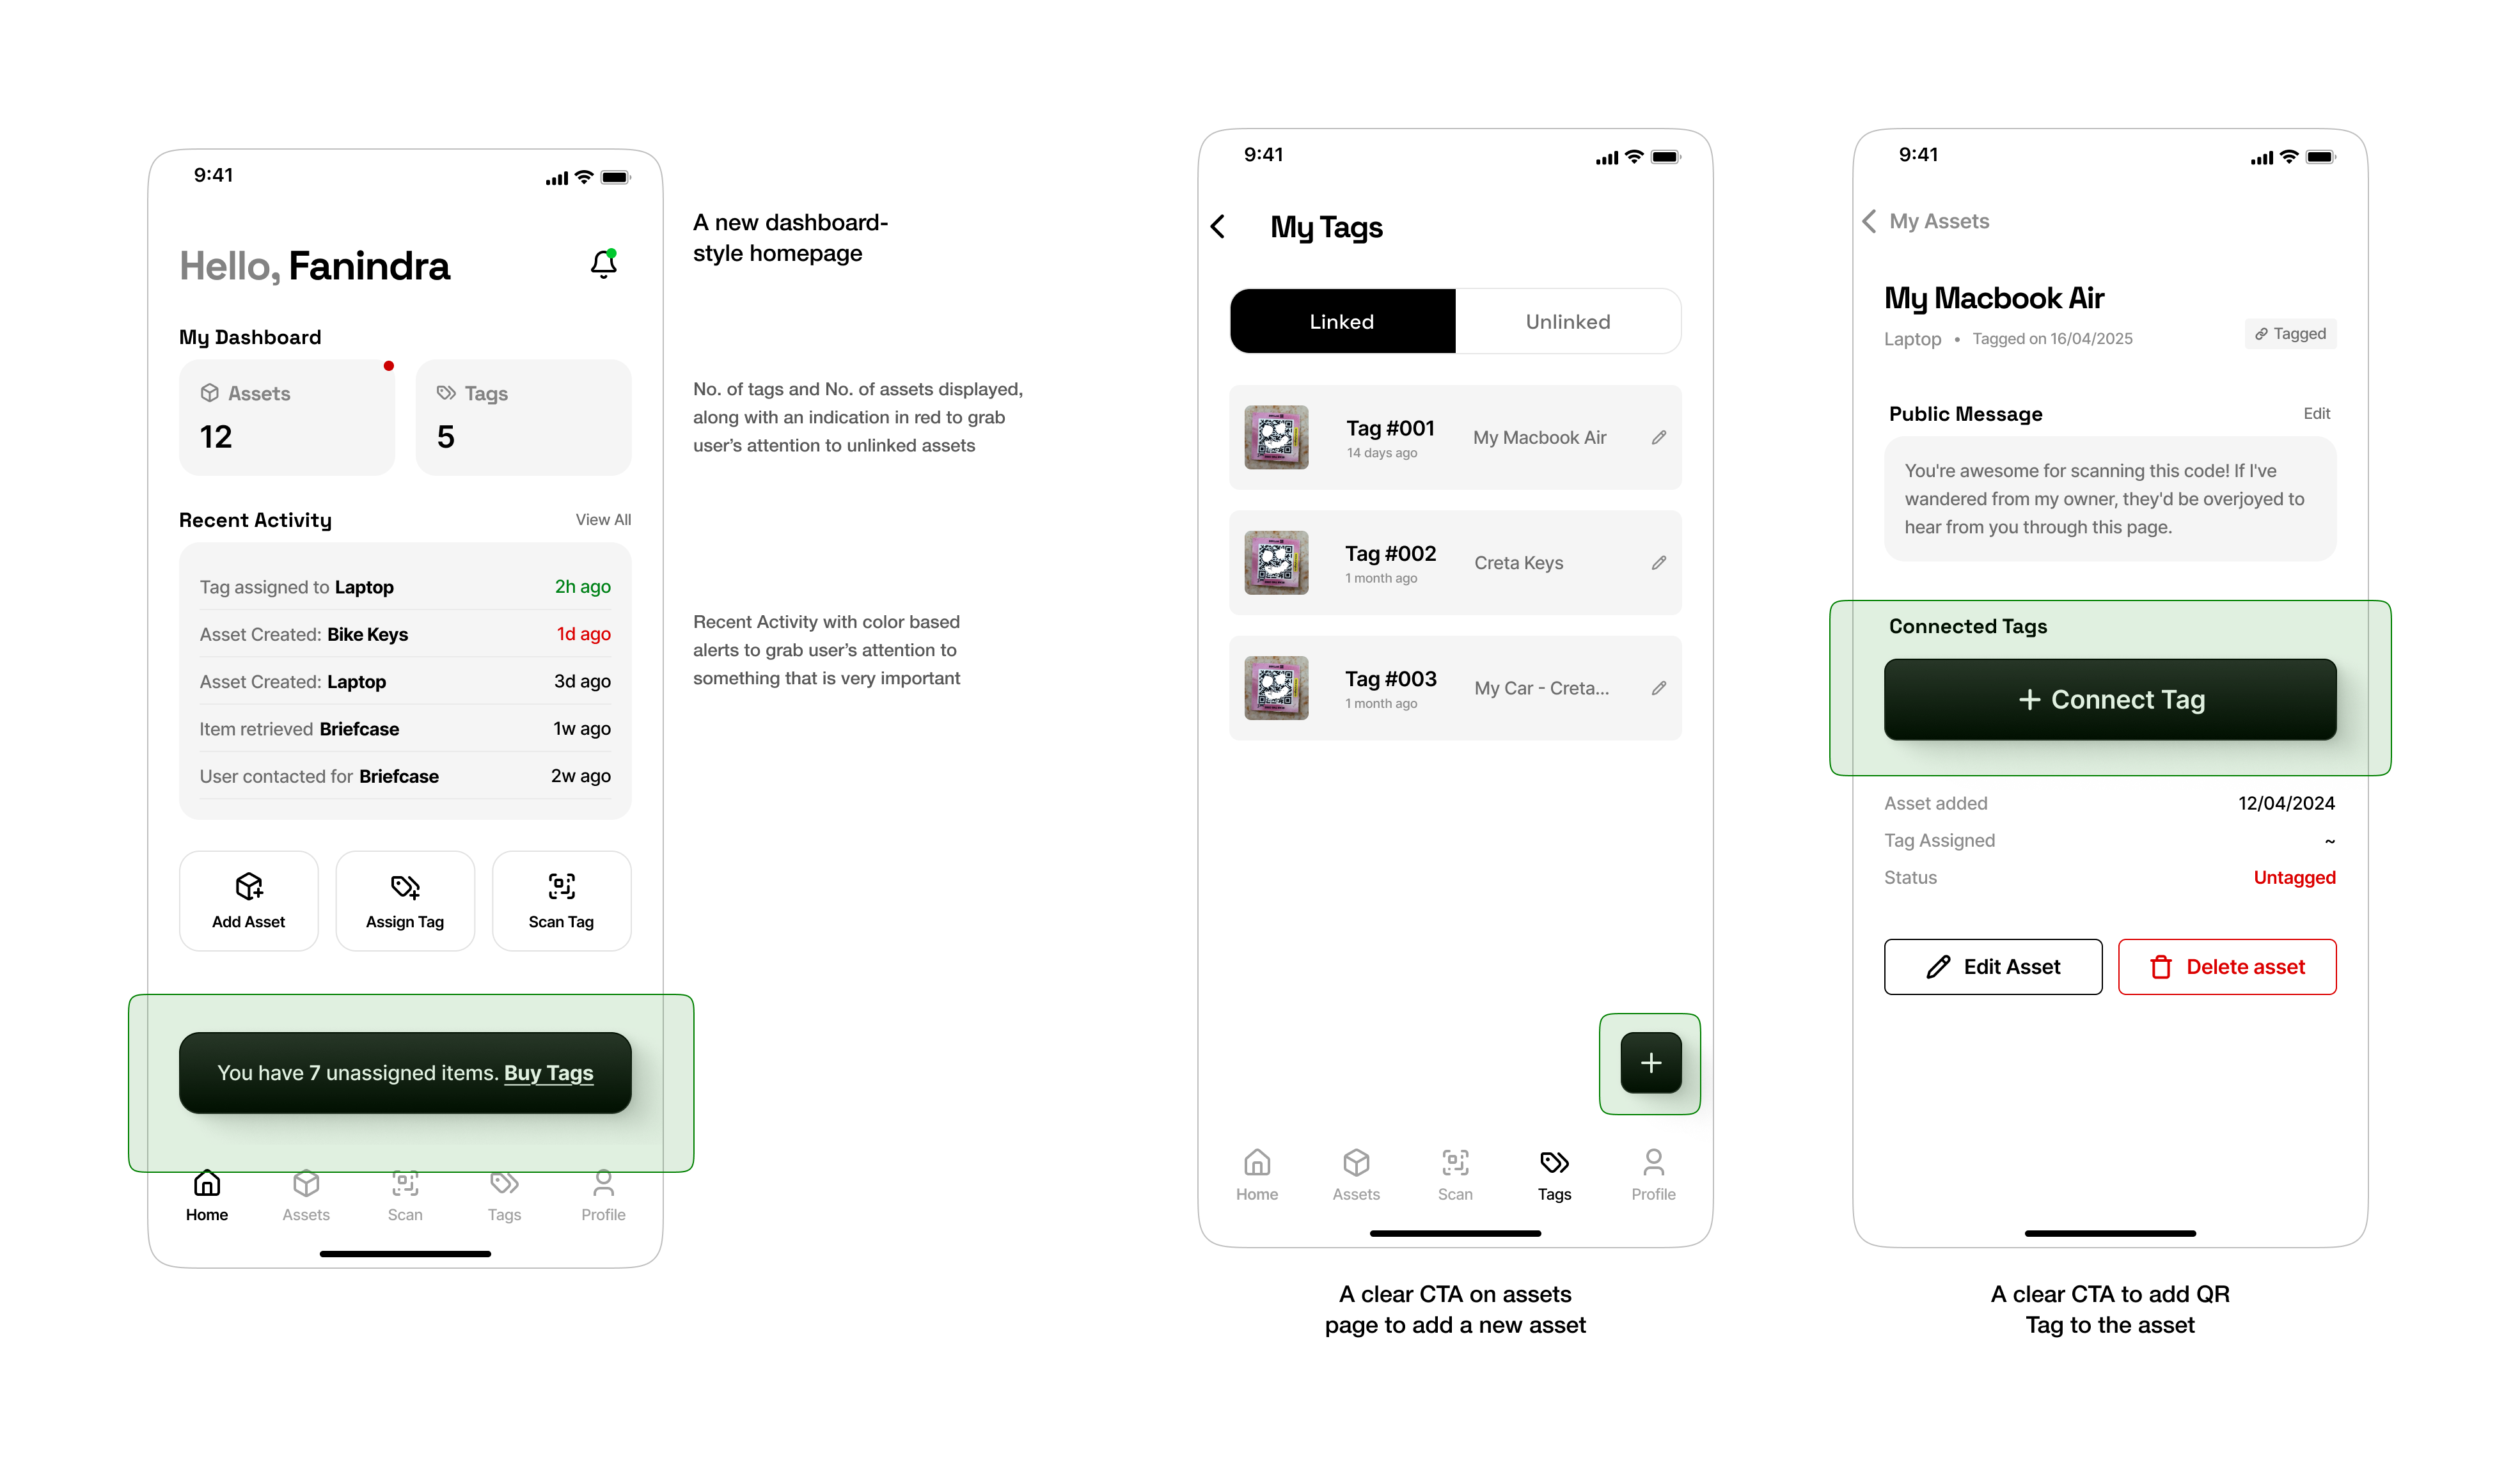 9:41
Hello, Fanindra
My Dashboard
Assets
12
Tags
5
Recent Activity
View All
Tag assigned to Laptop
2h ago
Asset Created: Bike Keys
1d ago
Asset Created: Laptop
3d ago
Item retrieved Briefcase
1w ago
User contacted for Briefcase
2w ago
Add Asset
Assign Tag
Scan Tag
You have 7 unassigned items. Buy Tags
Home
Assets
Scan
Tags
Profile
A new dashboard-
style homepage
No. of tags and No. of assets displayed,
along with an indication in red to grab
user's attention to unlinked assets
Recent Activity with color based
alerts to grab user's attention to
something that is very important
9:41
My Tags
Linked
Unlinked
Tag #001
14 days ago
My Macbook Air
Tag #002
1 month ago
Creta Keys
Tag #003
1 month ago
My Car - Creta...
Home
Assets
Scan
Tags
Profile
A clear CTA on assets
page to add a new asset
9:41
My Assets
My Macbook Air
Laptop • Tagged on 16/04/2025
Tagged
Public Message
Edit
You're awesome for scanning this code! If I've
wandered from my owner, they'd be overjoyed to
hear from you through this page.
Connected Tags
+ Connect Tag
Asset added
12/04/2024
Tag Assigned
~
Status
Untagged
Edit Asset
Delete asset
A clear CTA to add QR
Tag to the asset